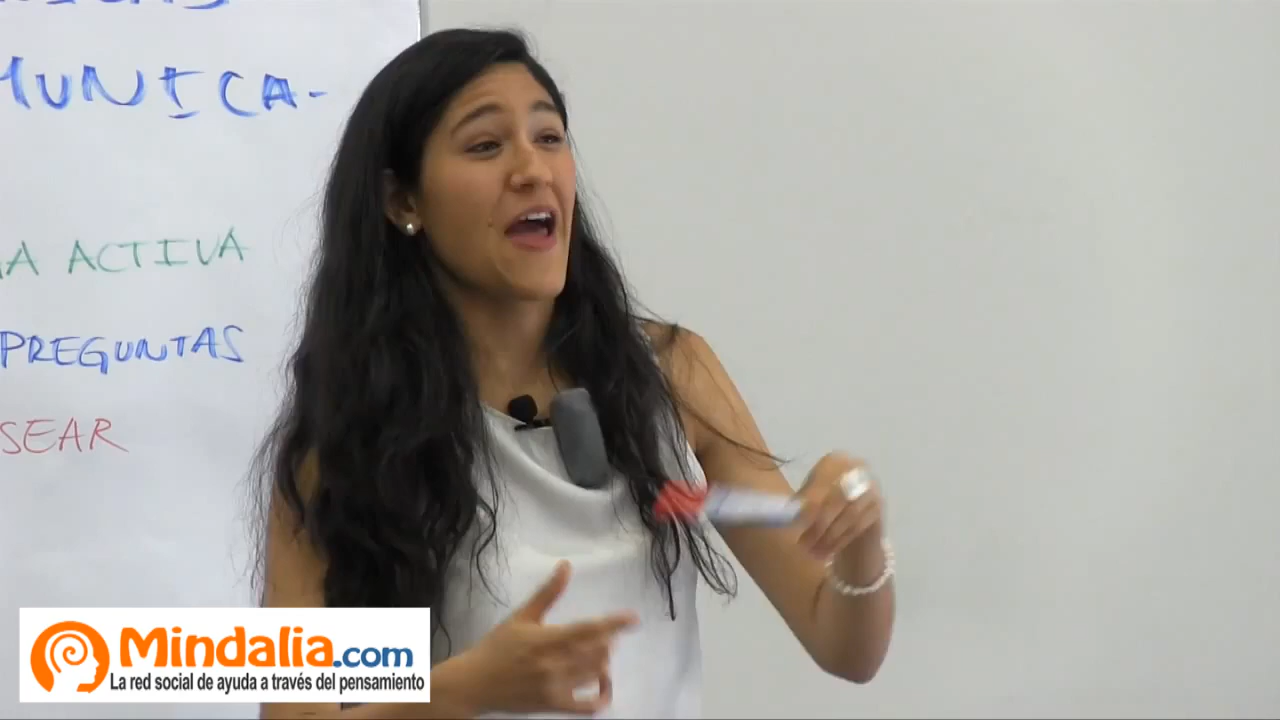 MUNICA-
ACTIVA
PREGUNTAS
SEAR
Mindalia.com
La red social de ayuda a través del pensamiento